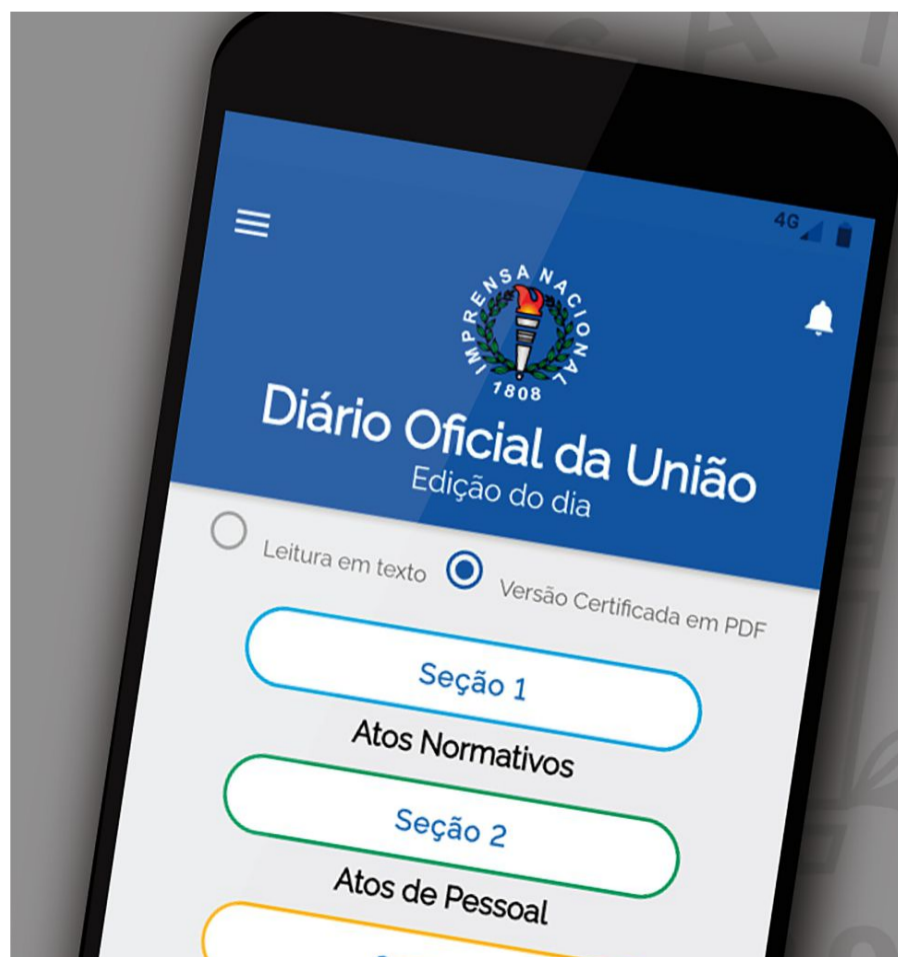 4G
IMPRENSA NACIONAL
1808
Diário Oficial da União
Edição do dia
Leitura em texto
Versão Certificada em PDF
Seção 1
Atos Normativos
Seção 2
Atos de Pessoal